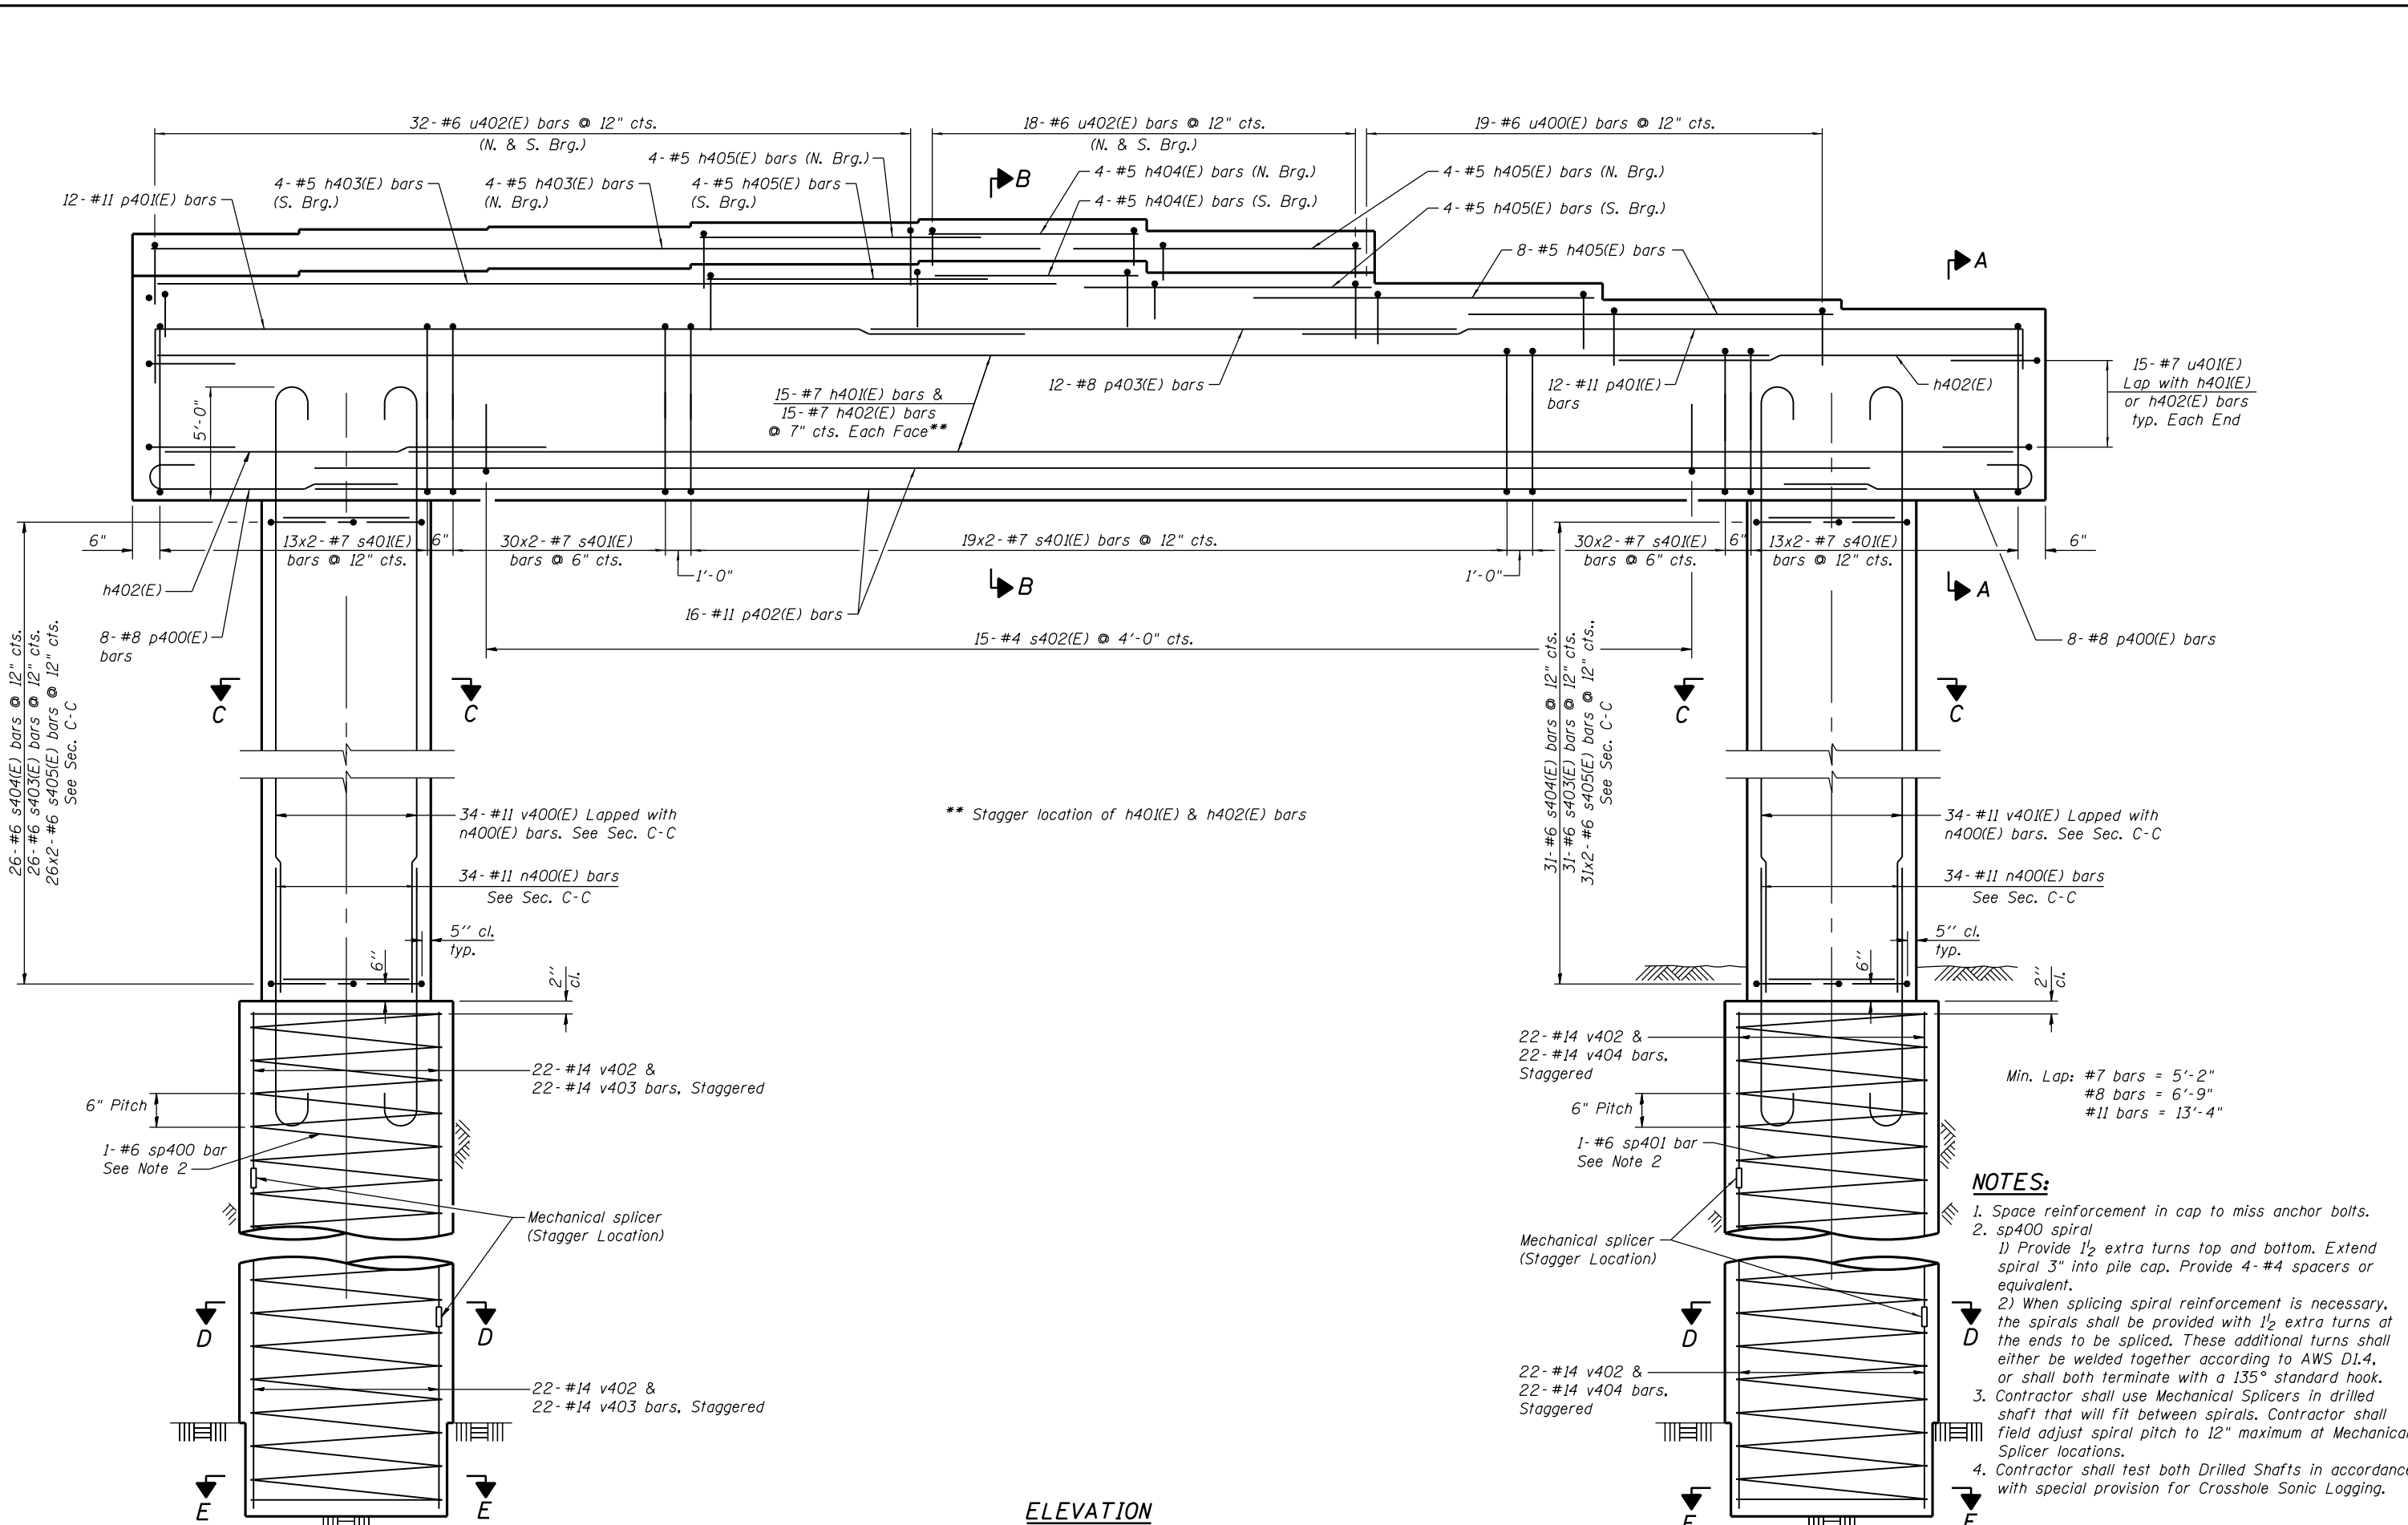 32-#6 u402(E) bars @ 12" cts.
(N. & S. Brg.)
18-#6 u402(E) bars @ 12" cts.
(N. & S. Brg.)
19-#6 u400(E) bars @ 12" cts.
4-#5 h405(E) bars (N. Brg.)
12-#11 p401(E) bars
4-#5 h403(E) bars
(S. Brg.)
4-#5 h403(E) bars
(N. Brg.)
4-#5 h405(E) bars
(S. Brg.)
B
4-#5 h404(E) bars (N. Brg.)
4-#5 h404(E) bars (S. Brg.)
4-#5 h405(E) bars (N. Brg.)
4-#5 h405(E) bars (S. Brg.)
8-#5 h405(E) bars
A
5'-0"
15-#7 h401(E) bars &
15-#7 h402(E) bars
@ 7" cts. Each Face**
12-#8 p403(E) bars
12-#11 p401(E)
bars
h402(E)
15-#7 u401(E)
Lap with h401(E)
or h402(E) bars
typ. Each End
6"
13x2-#7 s401(E)
bars @ 12" cts.
6"
30x2-#7 s401(E)
bars @ 6" cts.
1'-0"
19x2-#7 s401(E) bars @ 12" cts.
1'-0"
30x2-#7 s401(E)
bars @ 6" cts.
6"
13x2-#7 s401(E)
bars @ 12" cts.
6"
h402(E)
B
A
16-#11 p402(E) bars
8-#8 p400(E)
bars
15-#4 s402(E) @ 4'-0" cts.
8-#8 p400(E) bars
26-#6 s404(E) bars @ 12" cts.
26-#6 s403(E) bars @ 12" cts.
26x2-#6 s405(E) bars @ 12" cts.
See Sec. C-C
31-#6 s404(E) bars @ 12" cts.
31-#6 s403(E) bars @ 12" cts.
31x2-#6 s405(E) bars @ 12" cts.,
See Sec. C-C
C
C
C
C
34-#11 v400(E) Lapped with
n400(E) bars. See Sec. C-C
** Stagger location of h401(E) & h402(E) bars
34-#11 v401(E) Lapped with
n400(E) bars. See Sec. C-C
34-#11 n400(E) bars
See Sec. C-C
34-#11 n400(E) bars
See Sec. C-C
5" cl.
typ.
6"
2"
cl.
5" cl.
typ.
6"
2"
cl.
22-#14 v402 &
22-#14 v403 bars, Staggered
22-#14 v402 &
22-#14 v404 bars,
Staggered
6" Pitch
6" Pitch
Min. Lap: #7 bars = 5'-2"
#8 bars = 6'-9"
#11 bars = 13'-4"
1-#6 sp400 bar
See Note 2
1-#6 sp401 bar
See Note 2
Mechanical splicer
(Stagger Location)
Mechanical splicer
(Stagger Location)
D
D
D
D
22-#14 v402 &
22-#14 v403 bars, Staggered
22-#14 v402 &
22-#14 v404 bars,
Staggered
E
E
E
E
ELEVATION
NOTES:
1. Space reinforcement in cap to miss anchor bolts.
2. sp400 spiral
1) Provide 1½ extra turns top and bottom. Extend
spiral 3" into pile cap. Provide 4-#4 spacers or
equivalent.
2) When splicing spiral reinforcement is necessary,
the spirals shall be provided with 1½ extra turns at
the ends to be spliced. These additional turns shall
either be welded together according to AWS D1.4,
or shall both terminate with a 135° standard hook.
3. Contractor shall use Mechanical Splicers in drilled
shaft that will fit between spirals. Contractor shall
field adjust spiral pitch to 12" maximum at Mechanical
Splicer locations.
4. Contractor shall test both Drilled Shafts in accordance
with special provision for Crosshole Sonic Logging.